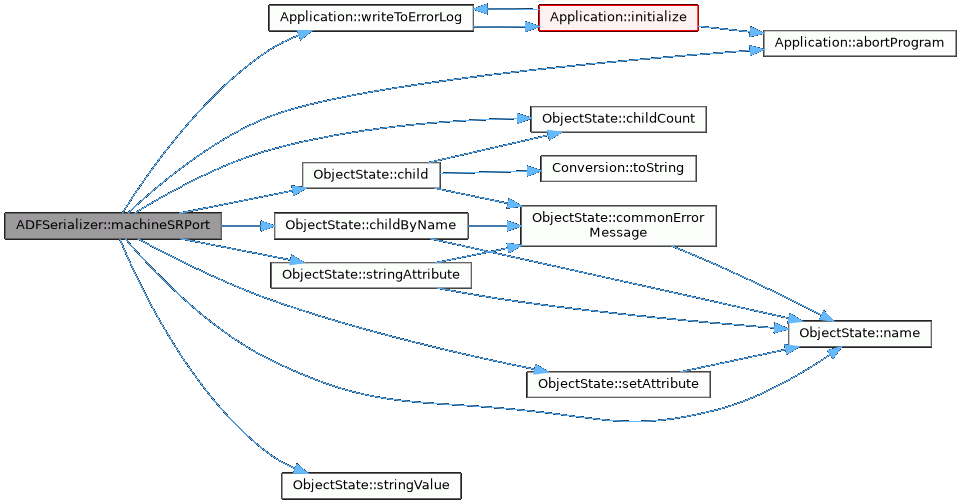 Application::writeToErrorLog
Application::initialize
Application::abortProgram
ObjectState::childCount
ObjectState::child
Conversion::toString
ADFSerializer::machineSRPort
ObjectState::childByName
ObjectState::commonError
Message
ObjectState::stringAttribute
ObjectState::name
ObjectState::setAttribute
ObjectState::stringValue